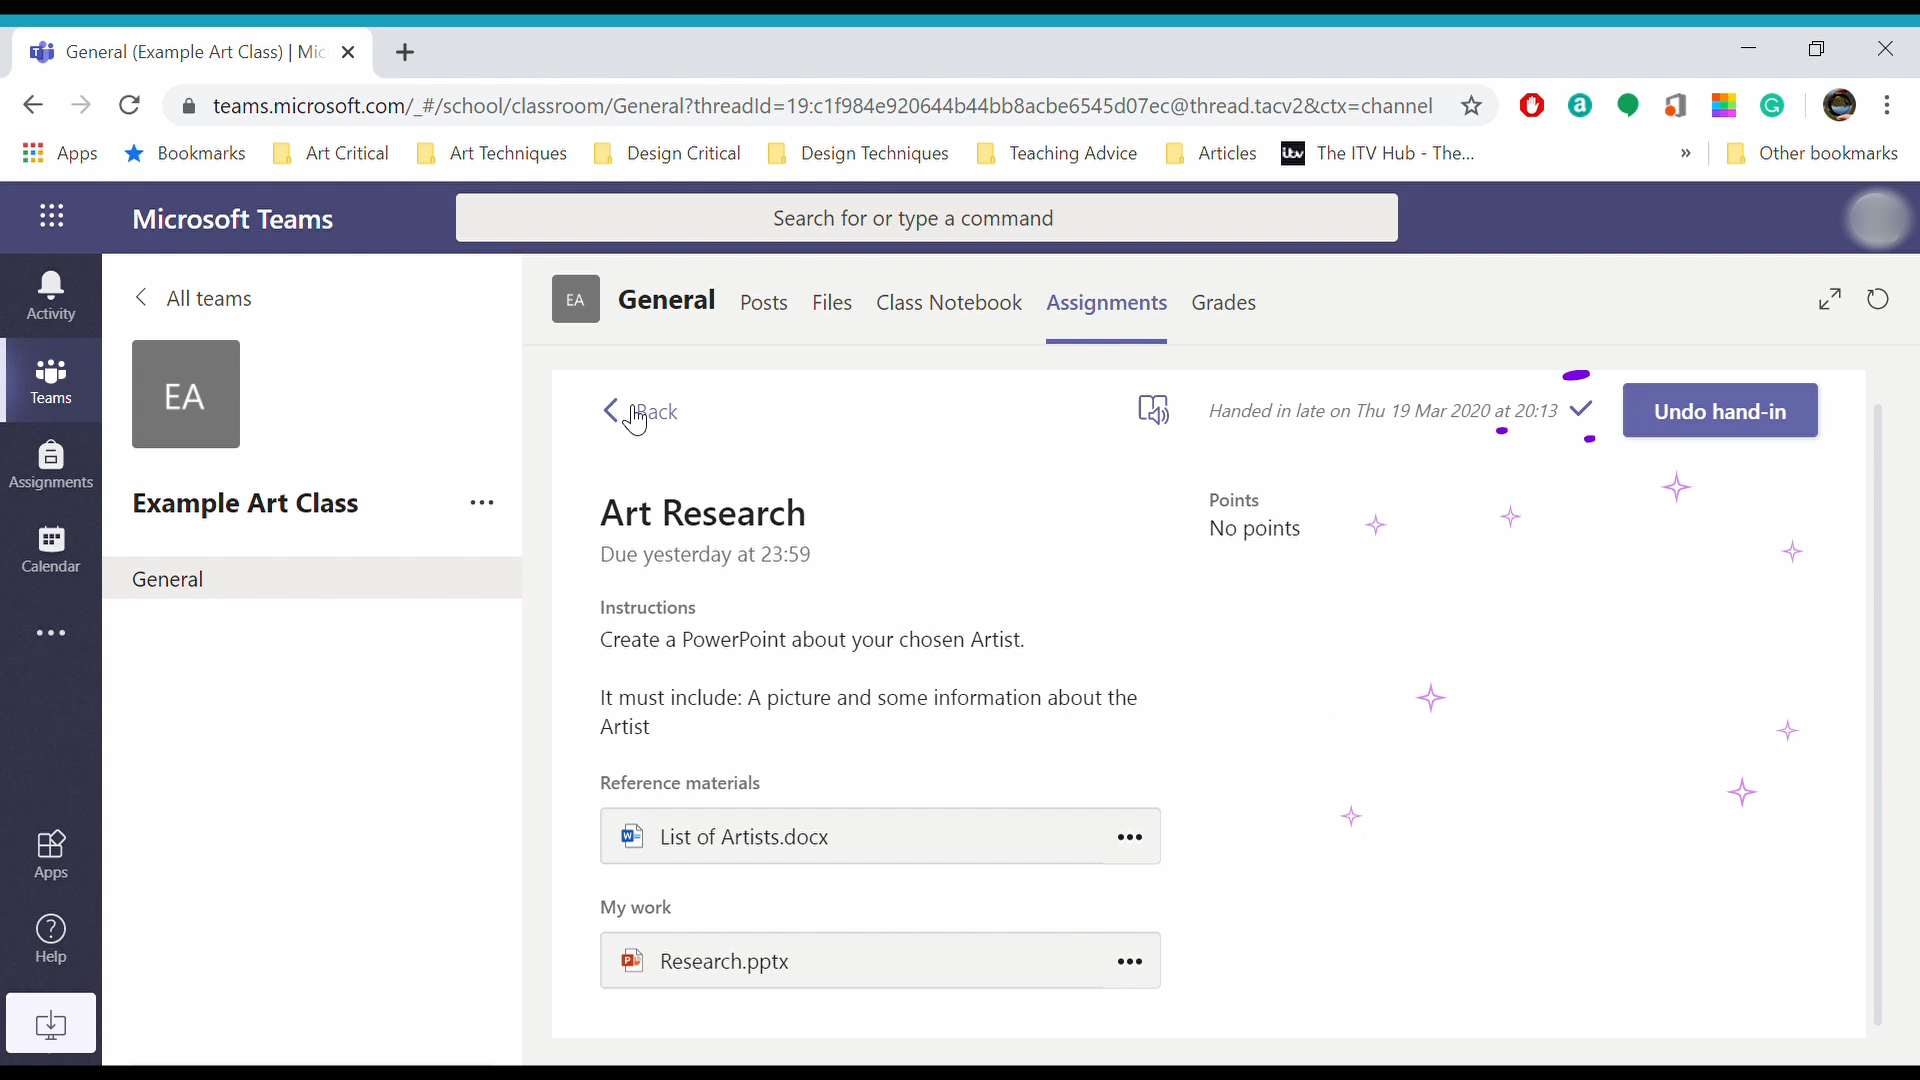 General (Example Art Class) | Mic
teams.microsoft.com/_#/school/classroom/General?threadId=19:c1f984e920644b44bb8acbe6545d07ec@thread.tacv2&ctx=channel
Apps Bookmarks Art Critical Art Techniques Design Critical Design Techniques Teaching Advice Articles itv The ITV Hub - The... » Other bookmarks
Microsoft Teams
Search for or type a command
Activity
Teams
Assignments
Calendar
Apps
Help
All teams
EA
Example Art Class
General
EA General Posts Files Class Notebook Assignments Grades
Back
Handed in late on Thu 19 Mar 2020 at 20:13
Undo hand-in
Art Research
Due yesterday at 23:59
Points
No points
Instructions
Create a PowerPoint about your chosen Artist.
It must include: A picture and some information about the
Artist
Reference materials
List of Artists.docx
My work
Research.pptx